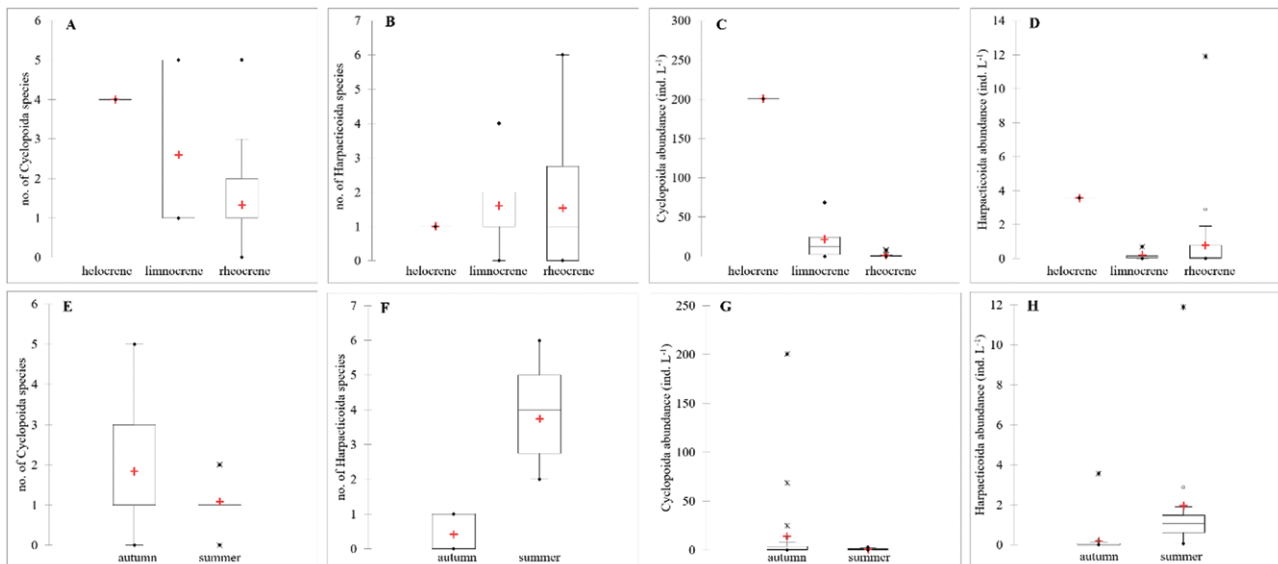 A
no. of Cyclopoida species
6
5
4
3
2
1
0
helocrene limnocrene rheocrene
B
no. of Harpacticoida species
7
6
5
4
3
2
1
0
helocrene limnocrene rheocrene
C
Cyclopoida abundance (ind. L-1)
300
250
200
150
100
50
0
helocrene limnocrene rheocrene
D
Harpacticoida abundance (ind. L-1)
14
12
10
8
6
4
2
0
helocrene limnocrene rheocrene
E
no. of Cyclopoida species
6
5
4
3
2
1
0
autumn summer
F
no. of Harpacticoida species
7
6
5
4
3
2
1
0
autumn summer
G
Cyclopoida abundance (ind. L-1)
250
200
150
100
50
0
autumn summer
H
Harpacticoida abundance (ind. L-1)
12
10
8
6
4
2
0
autumn summer